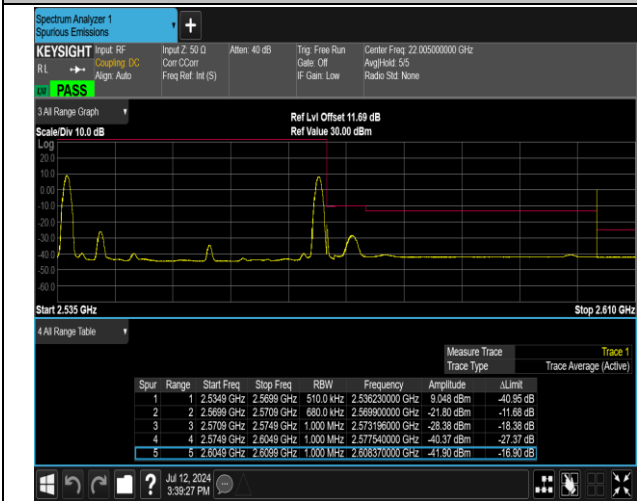 Spectrum Analyzer 1
Spurious Emissions
KEYSIGHT Input: RF Input Z: 50 Ω Atten: 40 dB Trig: Free Run Center Freq: 22.005000000 GHz
RL Coupling: DC Corr CCorr Gate: Off Avg|Hold: 5/5
Align: Auto Freq Ref: Int (S) IF Gain: Low Radio Std: None
PASS
3 All Range Graph
Ref Lvl Offset 11.69 dB
Scale/Div 10.0 dB Ref Value 30.00 dBm
Log
20.0
10.0
0.00
-10.0
-20.0
-30.0
-40.0
-50.0
-60.0
Start 2.535 GHz Stop 2.610 GHz
4 All Range Table
Measure Trace Trace 1
Trace Type Trace Average (Active)
Spur Range Start Freq Stop Freq RBW Frequency Amplitude ΔLimit
1 1 2.5349 GHz 2.5699 GHz 510.0 kHz 2.536230000 GHz 9.048 dBm -40.95 dB
2 2 2.5699 GHz 2.5709 GHz 680.0 kHz 2.569900000 GHz -21.80 dBm -11.68 dB
3 3 2.5709 GHz 2.5749 GHz 1.000 MHz 2.573196000 GHz -28.38 dBm -18.38 dB
4 4 2.5749 GHz 2.6049 GHz 1.000 MHz 2.577540000 GHz -40.37 dBm -27.37 dB
5 5 2.6049 GHz 2.6099 GHz 1.000 MHz 2.608370000 GHz -41.90 dBm -16.90 dB
Jul 12, 2024
3:39:27 PM